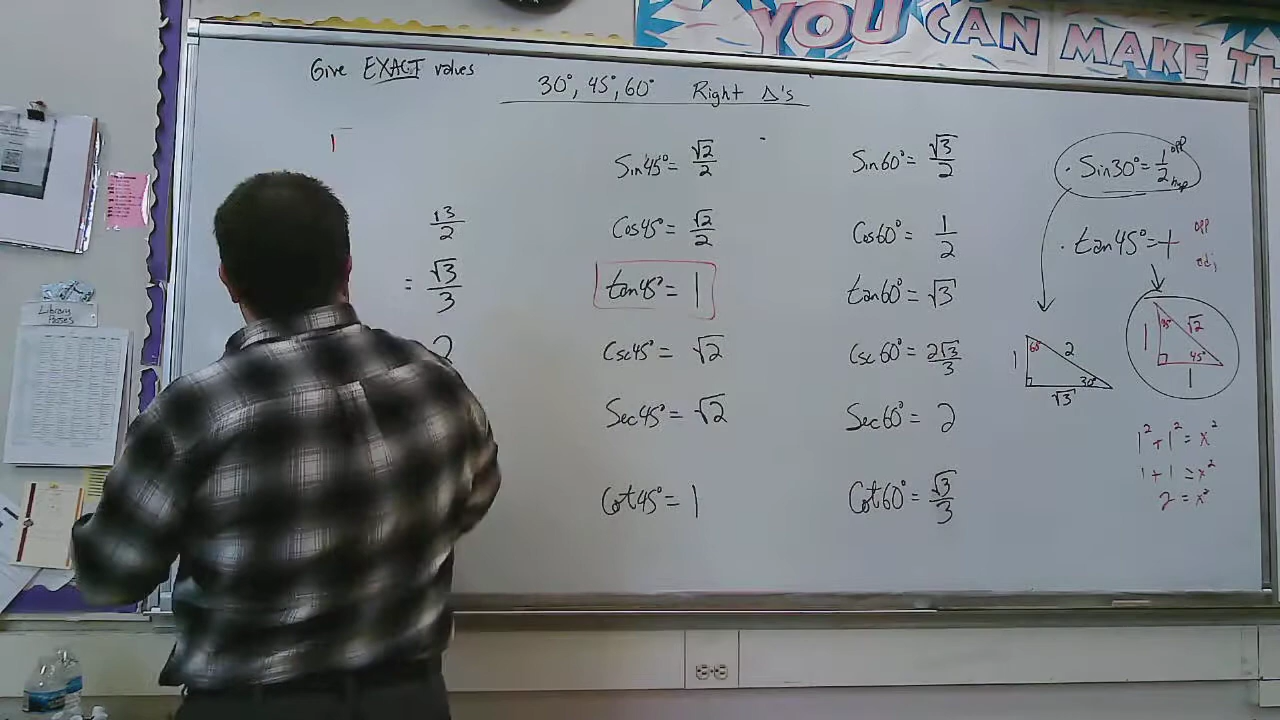 YOU CAN MAKE TH
Give EXACT values
30°, 45°, 60° Right Δ's
√3/2
= √3/3
2
Sin45° = √2/2
Cos45° = √2/2
tan45° = 1
Csc45° = √2
Sec45° = √2
Cot45° = 1
Sin60° = √3/2
Cos60° = 1/2
tan60° = √3
Csc60° = 2√3/3
Sec60° = 2
Cot60° = √3/3
· Sin30° = 1/2 opp hyp
· tan45° = 1 opp adj
1 60° 2 30° √3
1 45° √2 45° 1
1² + 1² = x²
1 + 1 = x²
2 = x²
Library
Passes